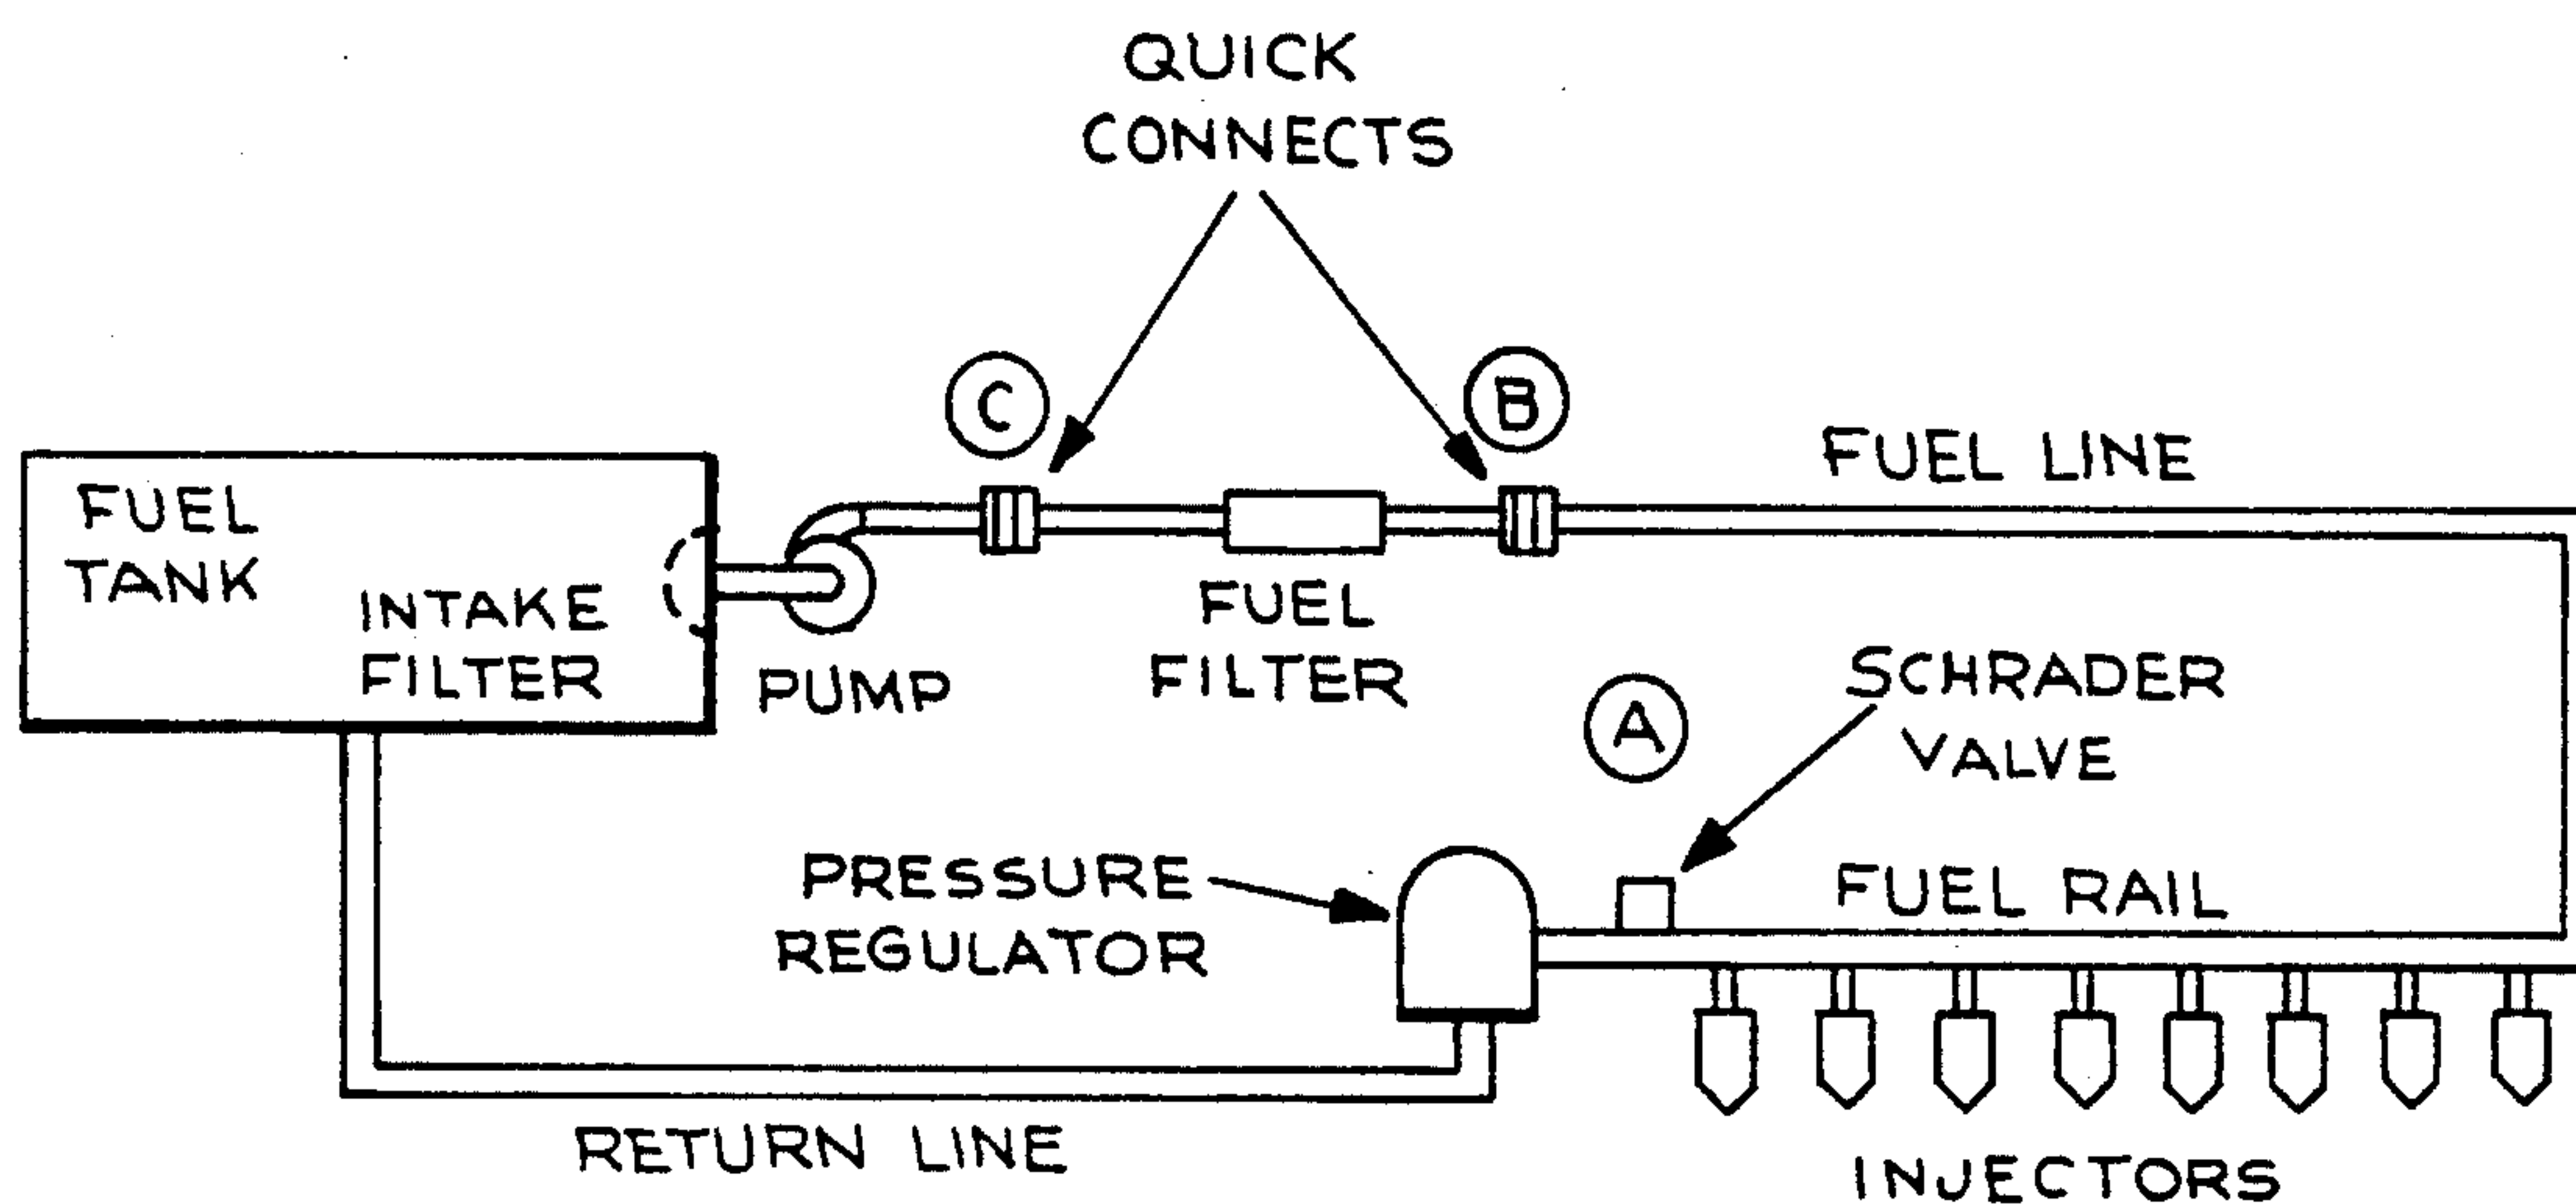 QUICK
CONNECTS
C
B
FUEL LINE
FUEL
TANK
INTAKE
FILTER
PUMP
FUEL
FILTER
A
SCHRADER
VALVE
PRESSURE
REGULATOR
FUEL RAIL
RETURN LINE
INJECTORS